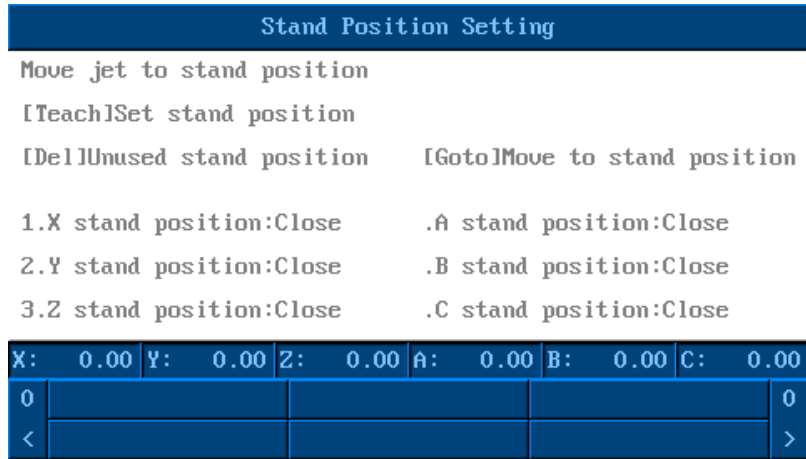 Stand Position Setting
Move jet to stand position
[Teach]Set stand position
[Del]Unused stand position [Goto]Move to stand position
1.X stand position:Close .A stand position:Close
2.Y stand position:Close .B stand position:Close
3.Z stand position:Close .C stand position:Close
X: 0.00 Y: 0.00 Z: 0.00 A: 0.00 B: 0.00 C: 0.00
0 0
< >